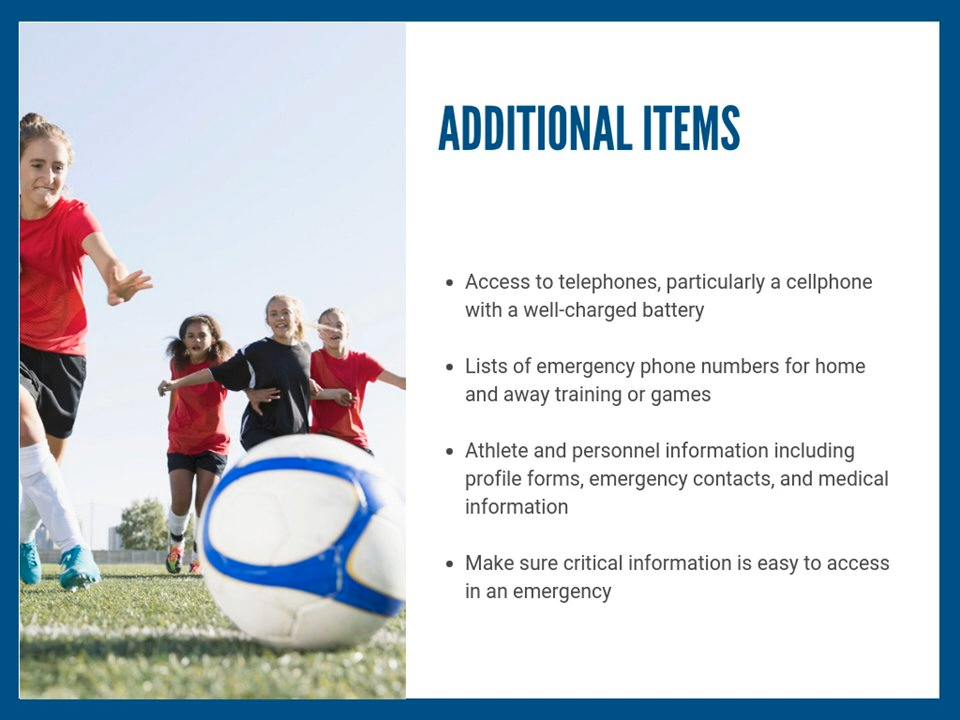 ADDITIONAL ITEMS
• Access to telephones, particularly a cellphone
with a well-charged battery
• Lists of emergency phone numbers for home
and away training or games
• Athlete and personnel information including
profile forms, emergency contacts, and medical
information
• Make sure critical information is easy to access
in an emergency